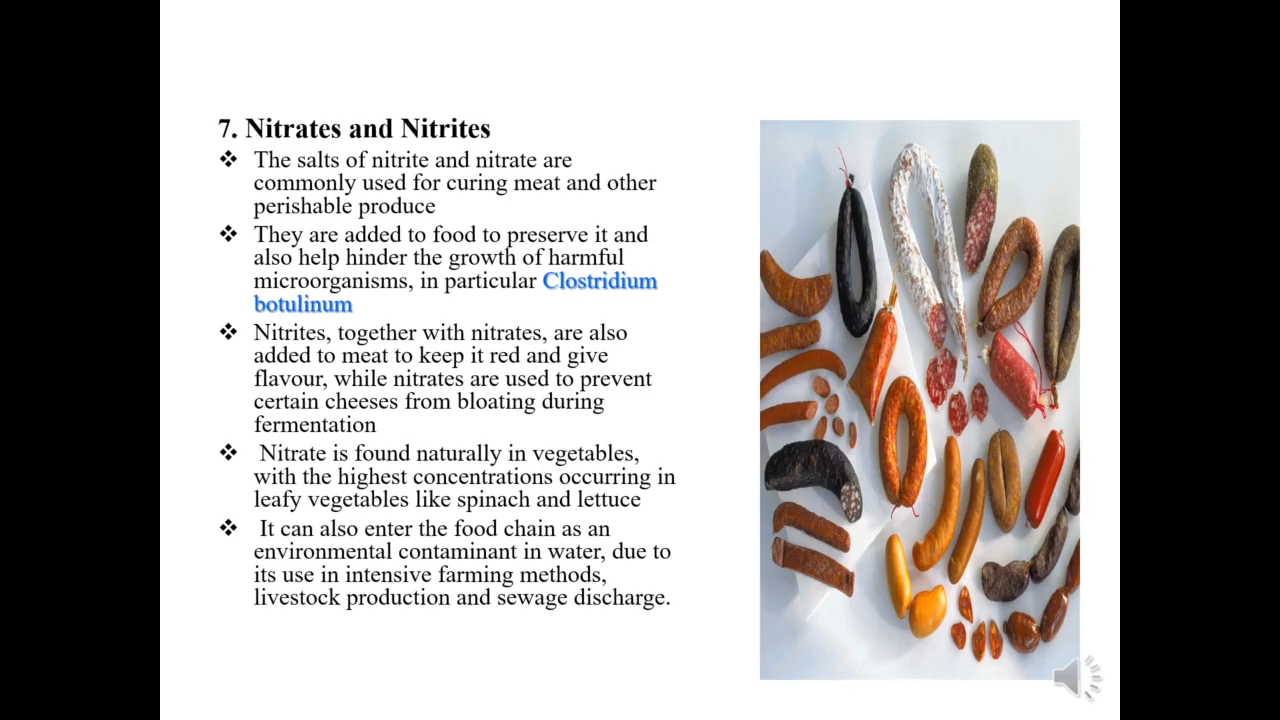 7. Nitrates and Nitrites
❖ The salts of nitrite and nitrate are
commonly used for curing meat and other
perishable produce
❖ They are added to food to preserve it and
also help hinder the growth of harmful
microorganisms, in particular Clostridium
botulinum
❖ Nitrites, together with nitrates, are also
added to meat to keep it red and give
flavour, while nitrates are used to prevent
certain cheeses from bloating during
fermentation
❖ Nitrate is found naturally in vegetables,
with the highest concentrations occurring in
leafy vegetables like spinach and lettuce
❖ It can also enter the food chain as an
environmental contaminant in water, due to
its use in intensive farming methods,
livestock production and sewage discharge.